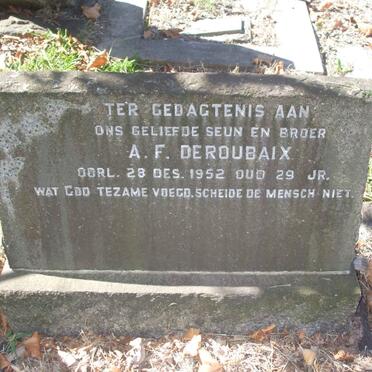 TER GEDAGTENIS AAN
ONS GELIEFDE SEUN EN BROER
A. F. DEROUBAIX
OORL. 28 DES. 1952 OUD 29 JR.
WAT GOD TEZAME VOEGD, SCHEIDE DE MENSCH NIET.